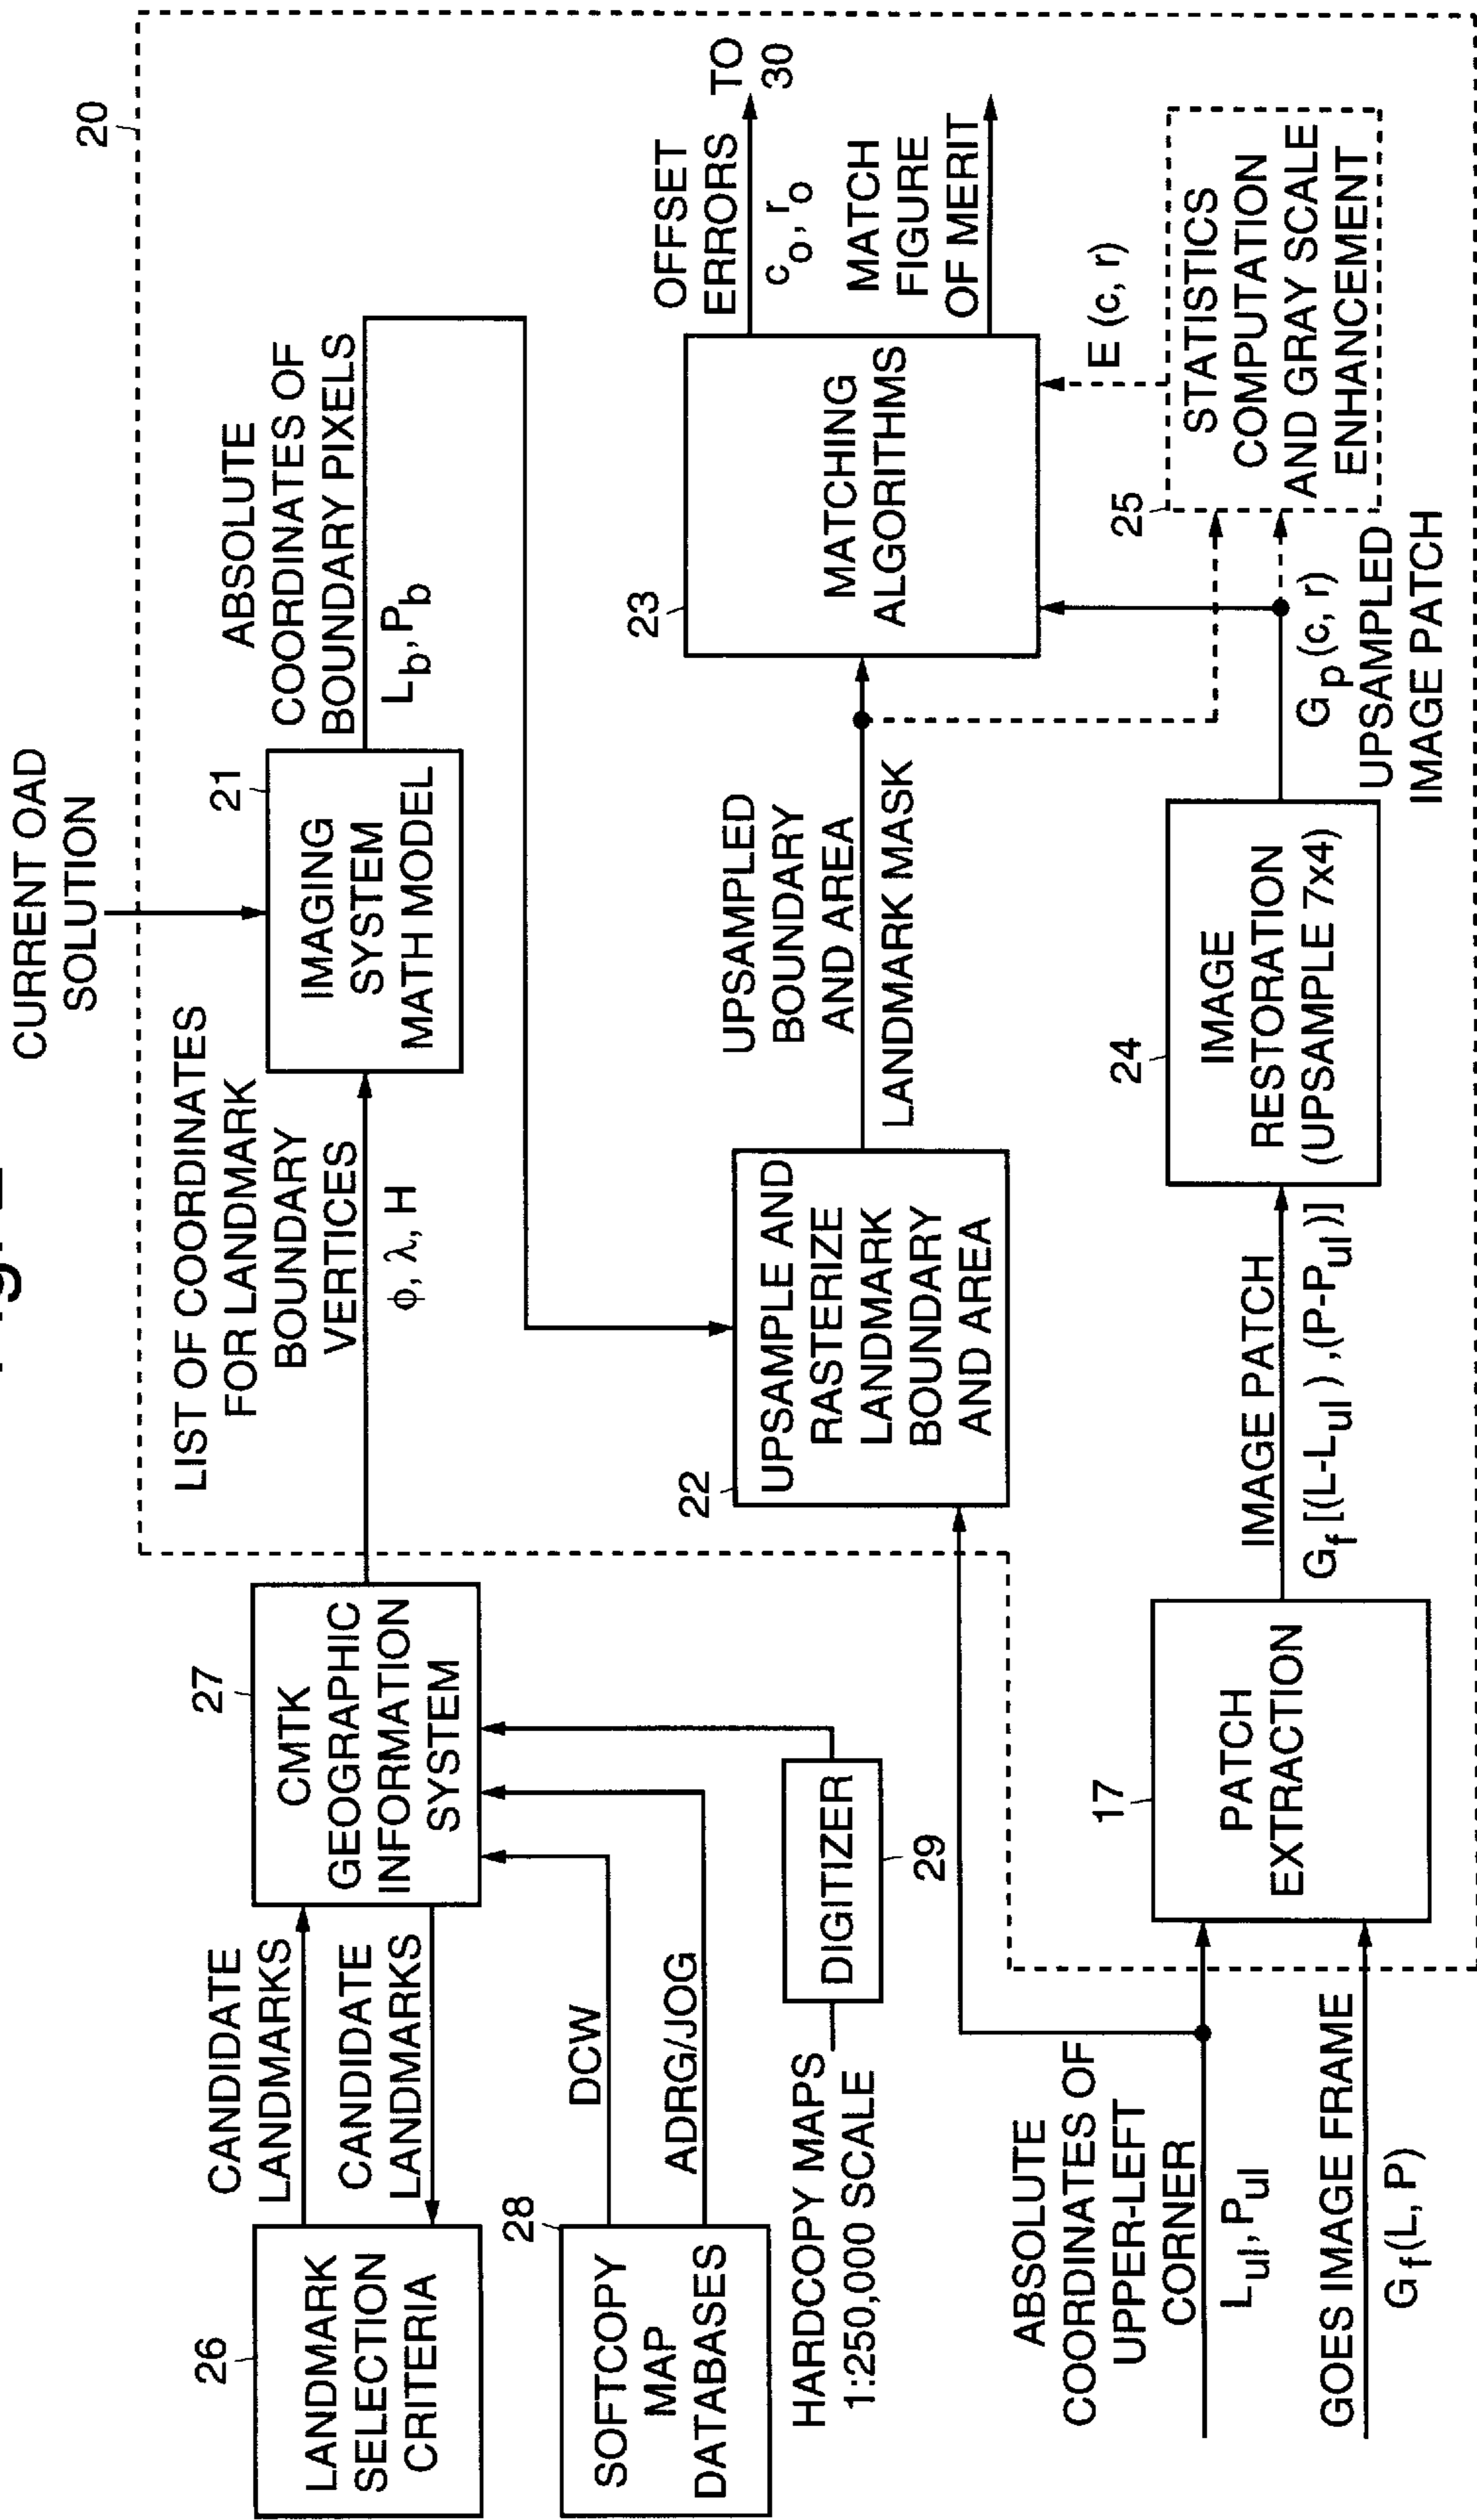 20
CURRENT OAD
SOLUTION
26
LANDMARK
SELECTION
CRITERIA
CANDIDATE
LANDMARKS
CANDIDATE
LANDMARKS
27
CMTK
GEOGRAPHIC
INFORMATION
SYSTEM
LIST OF COORDINATES
FOR LANDMARK
BOUNDARY
VERTICES
ϕ, λ, H
21
IMAGING
SYSTEM
MATH MODEL
ABSOLUTE
COORDINATES OF
BOUNDARY PIXELS
L_b, P_b
28
SOFTCOPY
MAP
DATABASES
DCW
ADRG/JOG
HARDCOPY MAPS
1:250,000 SCALE
DIGITIZER
29
22
UPSAMPLE AND
RASTERIZE
LANDMARK
BOUNDARY
AND AREA
UPSAMPLED
BOUNDARY
AND AREA
LANDMARK MASK
23
MATCHING
ALGORITHMS
OFFSET
ERRORS
c_o, r_o
TO
30
MATCH
FIGURE
OF MERIT
ABSOLUTE
COORDINATES OF
UPPER-LEFT
CORNER
L_ul, P_ul
GOES IMAGE FRAME
G_f (L, P)
17
PATCH
EXTRACTION
IMAGE PATCH
G_f [(L-L_ul ) ,(P-P_ul )]
24
IMAGE
RESTORATION
(UPSAMPLE 7x4)
G_p (c, r)
UPSAMPLED
IMAGE PATCH
25
STATISTICS
COMPUTATION
AND GRAY SCALE
ENHANCEMENT
E (c, r)